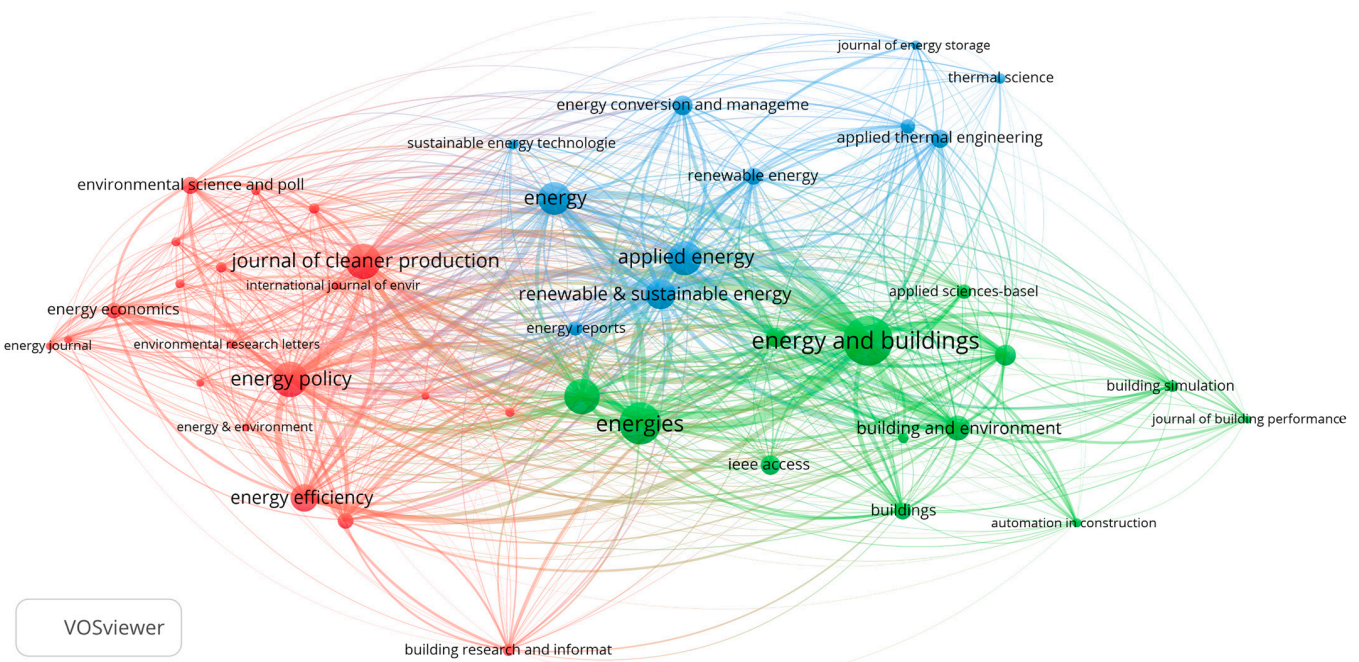 journal of energy storage
thermal science
energy conversion and manageme
applied thermal engineering
sustainable energy technologie
renewable energy
environmental science and poll
energy
applied energy
journal of cleaner production
international journal of envir
renewable & sustainable energy
applied sciences-basel
energy economics
energy reports
energy and buildings
energy journal
environmental research letters
energy policy
building simulation
journal of building performance
energies
energy & environment
building and environment
ieee access
energy efficiency
buildings
automation in construction
VOSviewer
building research and informat